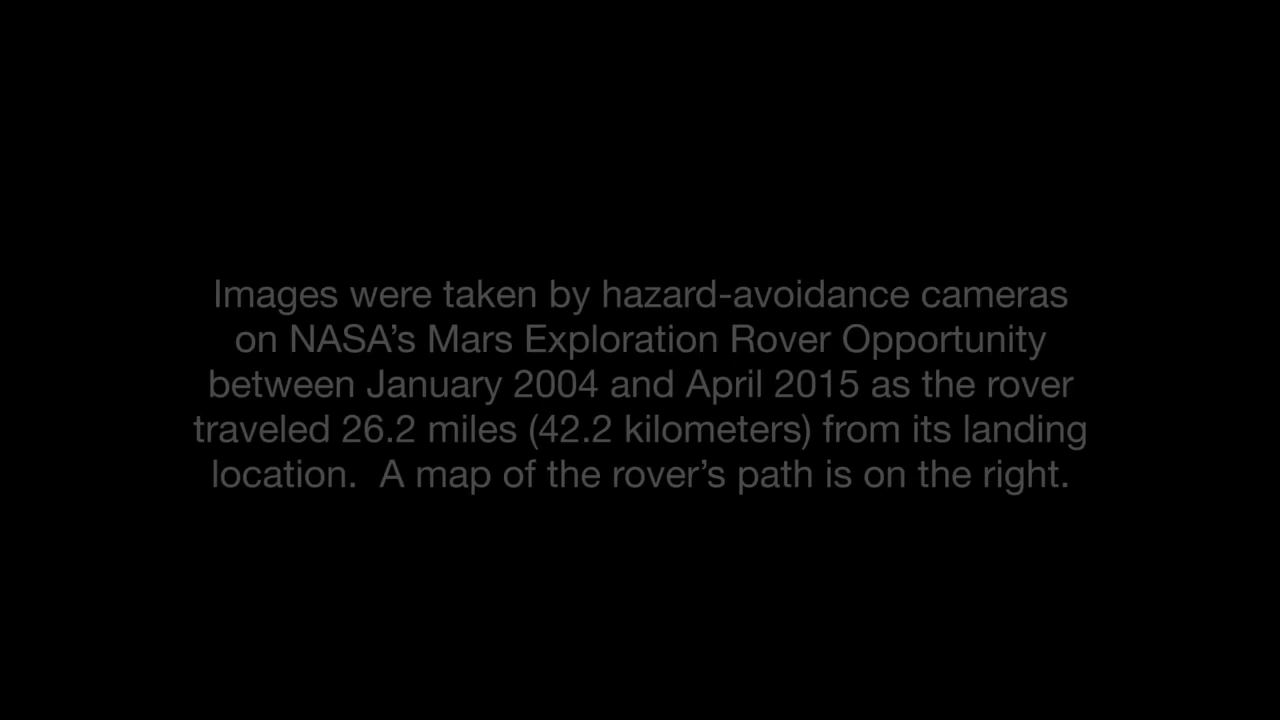 Images were taken by hazard-avoidance cameras
on NASA’s Mars Exploration Rover Opportunity
between January 2004 and April 2015 as the rover
traveled 26.2 miles (42.2 kilometers) from its landing
location.  A map of the rover’s path is on the right.